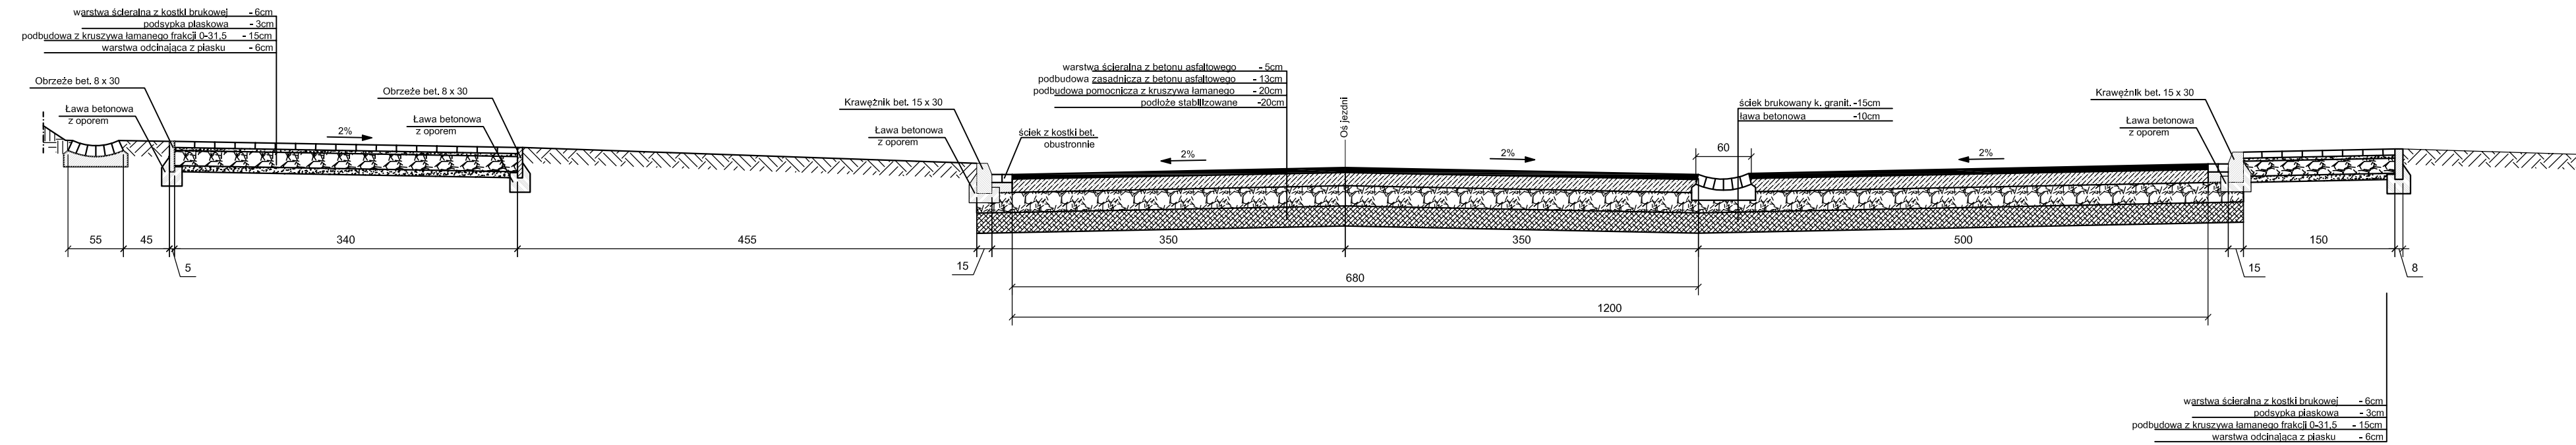 warstwa ścieralna z kostki brukowej - 6cm
podsypka piaskowa - 3cm
podbudowa z kruszywa łamanego frakcji 0-31,5 - 15cm
warstwa odcinająca z piasku - 6cm
Obrzeże bet. 8 x 30
Ława betonowa
z oporem
2%
Obrzeże bet. 8 x 30
Ława betonowa
z oporem
Krawężnik bet. 15 x 30
Ława betonowa
z oporem
ściek z kostki bet.
obustronnie
warstwa ścieralna z betonu asfaltowego - 5cm
podbudowa zasadnicza z betonu asfaltowego - 13cm
podbudowa pomocnicza z kruszywa łamanego - 20cm
podłoże stabilizowane -20cm
Oś jezdni
2%
2%
ściek brukowany k. granit. -15cm
ława betonowa -10cm
60
2%
Krawężnik bet. 15 x 30
Ława betonowa
z oporem
55
45
340
455
350
350
500
150
5
15
15
8
680
1200
warstwa ścieralna z kostki brukowej - 6cm
podsypka piaskowa - 3cm
podbudowa z kruszywa łamanego frakcji 0-31,5 - 15cm
warstwa odcinająca z piasku - 6cm